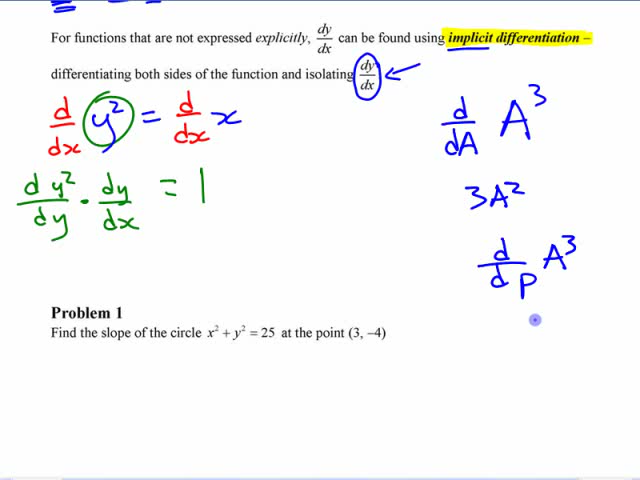 For functions that are not expressed explicitly, dy/dx can be found using implicit differentiation –
differentiating both sides of the function and isolating dy/dx
d/dx y² = d/dx x
dy²/dy · dy/dx = 1
d/dA A³
3A²
d/dP A³
Problem 1
Find the slope of the circle x² + y² = 25 at the point (3, –4)